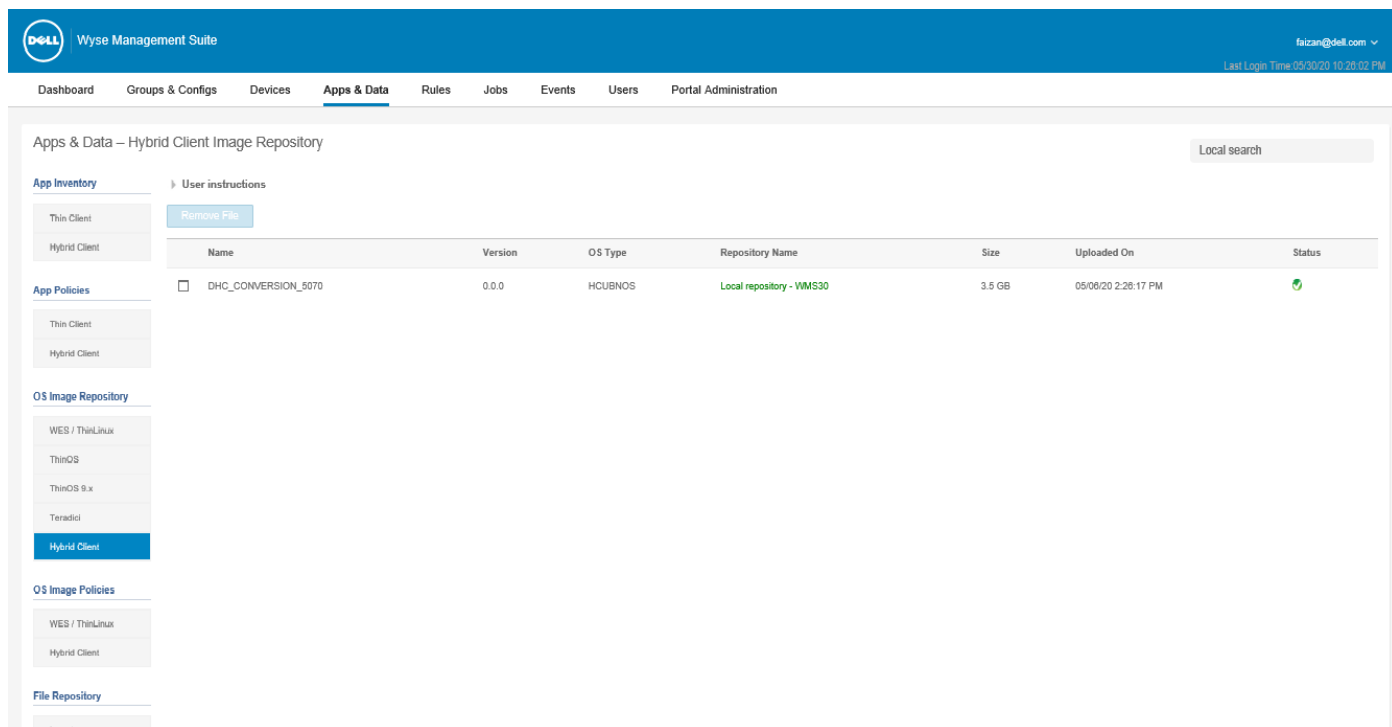 DELL
Wyse Management Suite
faizan@dell.com
Last Login Time:05/30/20 10:26:02 PM
Dashboard Groups & Configs Devices Apps & Data Rules Jobs Events Users Portal Administration
Apps & Data – Hybrid Client Image Repository
Local search
App Inventory
Thin Client
Hybrid Client
App Policies
Thin Client
Hybrid Client
OS Image Repository
WES / ThinLinux
ThinOS
ThinOS 9.x
Teradici
Hybrid Client
OS Image Policies
WES / ThinLinux
Hybrid Client
File Repository
User instructions
Remove File
Name Version OS Type Repository Name Size Uploaded On Status
DHC_CONVERSION_5070 0.0.0 HCUBNOS Local repository - WMS30 3.5 GB 05/06/20 2:26:17 PM